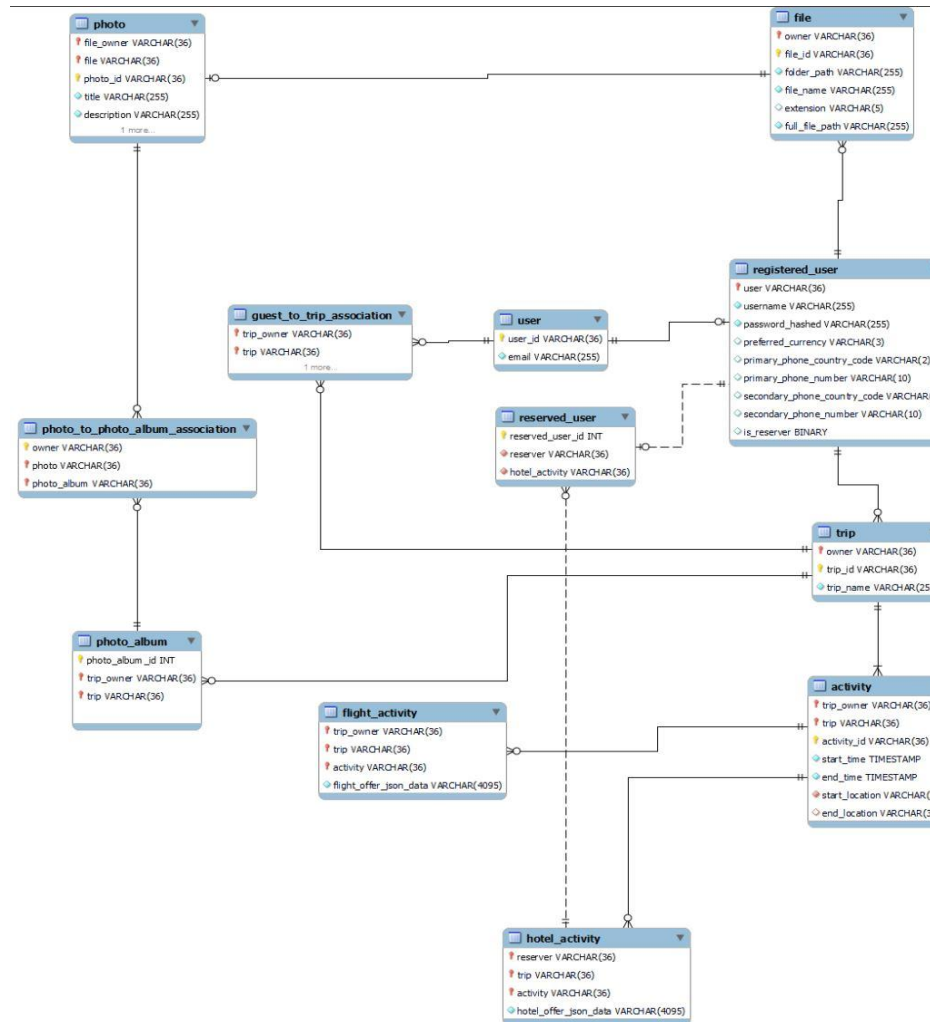 photo
file_owner VARCHAR(36)
file VARCHAR(36)
photo_id VARCHAR(36)
title VARCHAR(255)
description VARCHAR(255)
1 more...
file
owner VARCHAR(36)
file_id VARCHAR(36)
folder_path VARCHAR(255)
file_name VARCHAR(255)
extension VARCHAR(5)
full_file_path VARCHAR(255)
registered_user
user VARCHAR(36)
username VARCHAR(255)
password_hashed VARCHAR(255)
preferred_currency VARCHAR(3)
primary_phone_country_code VARCHAR(2)
primary_phone_number VARCHAR(10)
secondary_phone_country_code VARCHAR(
secondary_phone_number VARCHAR(10)
is_reserver BINARY
guest_to_trip_association
trip_owner VARCHAR(36)
trip VARCHAR(36)
1 more...
user
user_id VARCHAR(36)
email VARCHAR(255)
reserved_user
reserved_user_id INT
reserver VARCHAR(36)
hotel_activity VARCHAR(36)
photo_to_photo_album_association
owner VARCHAR(36)
photo VARCHAR(36)
photo_album VARCHAR(36)
trip
owner VARCHAR(36)
trip_id VARCHAR(36)
trip_name VARCHAR(25
photo_album
photo_album_id INT
trip_owner VARCHAR(36)
trip VARCHAR(36)
activity
trip_owner VARCHAR(36)
trip VARCHAR(36)
activity_id VARCHAR(36)
start_time TIMESTAMP
end_time TIMESTAMP
start_location VARCHAR(
end_location VARCHAR(3
flight_activity
trip_owner VARCHAR(36)
trip VARCHAR(36)
activity VARCHAR(36)
flight_offer_json_data VARCHAR(4095)
hotel_activity
reserver VARCHAR(36)
trip VARCHAR(36)
activity VARCHAR(36)
hotel_offer_json_data VARCHAR(4095)